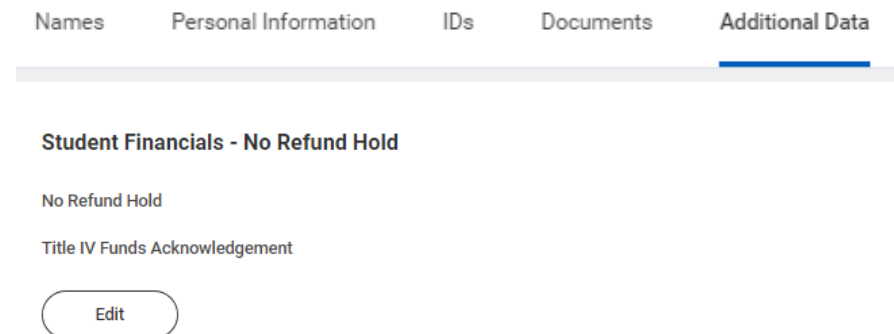 Names Personal Information IDs Documents Additional Data
Student Financials - No Refund Hold
No Refund Hold
Title IV Funds Acknowledgement
Edit